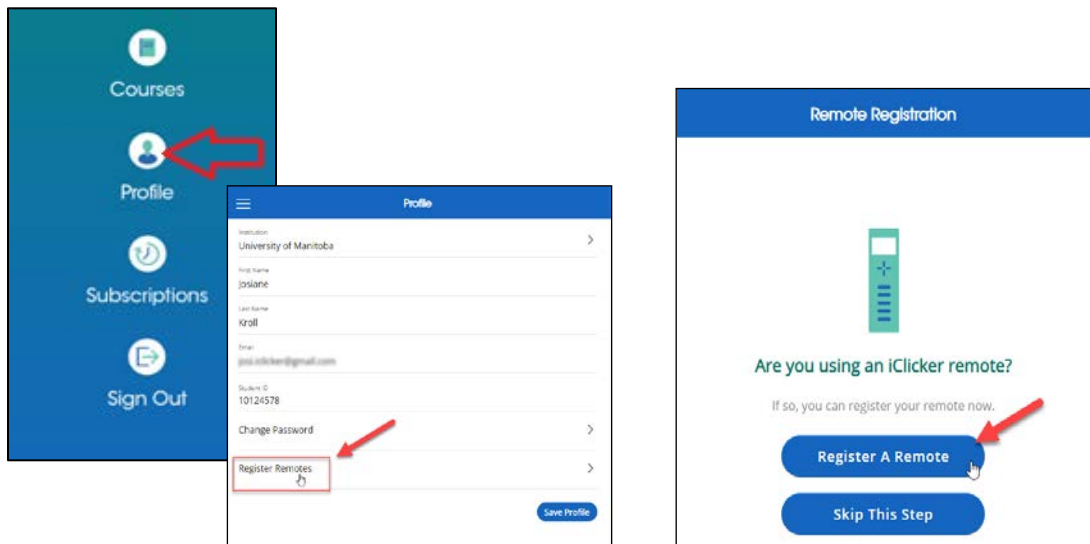 Courses
Profile
Subscriptions
Sign Out
Profile
Institution
University of Manitoba
First Name
Josiane
Last Name
Kroll
Email
Student ID
10124578
Change Password
Register Remotes
Save Profile
Remote Registration
Are you using an iClicker remote?
If so, you can register your remote now.
Register A Remote
Skip This Step